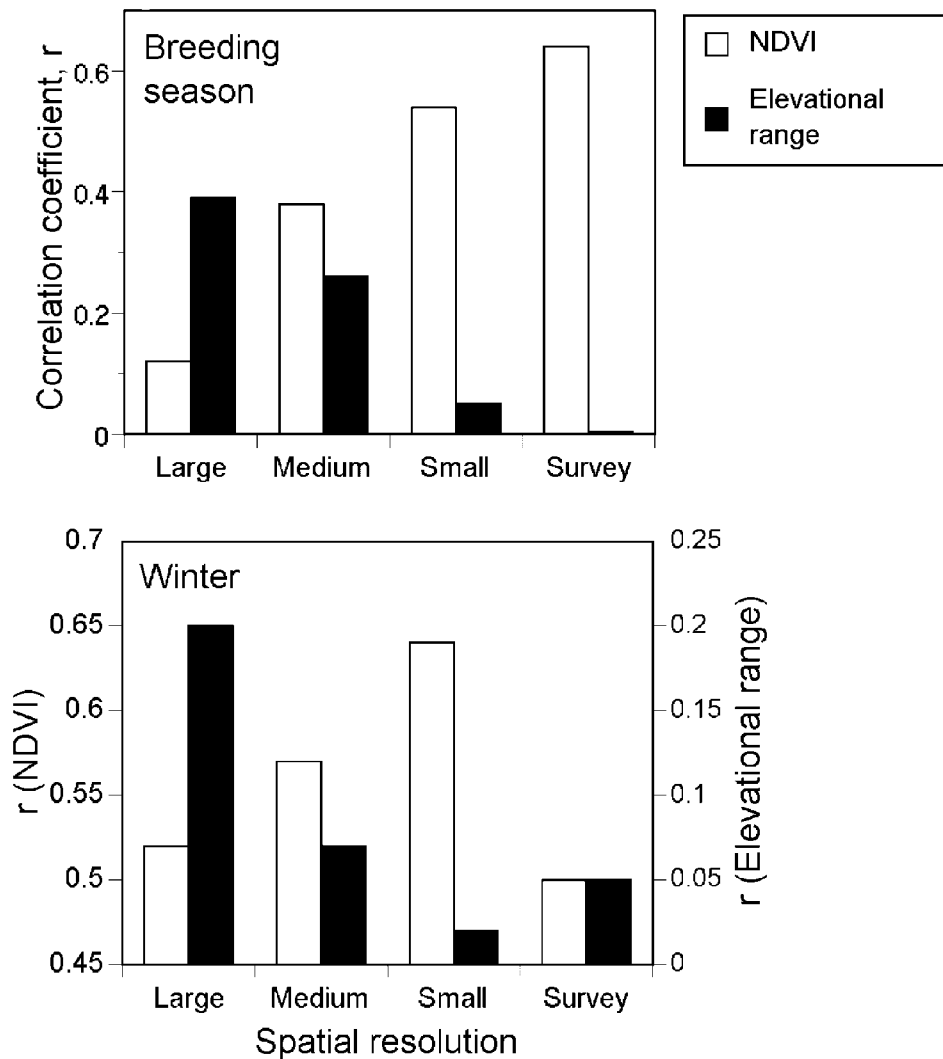 Breeding
season
NDVI
Elevational
range
Correlation coefficient, r
0.6
0.4
0.2
0
Large Medium Small Survey
Winter
r (NDVI)
0.7
0.65
0.6
0.55
0.5
0.45
0.25
0.2
0.15
0.1
0.05
0
r (Elevational range)
Large Medium Small Survey
Spatial resolution